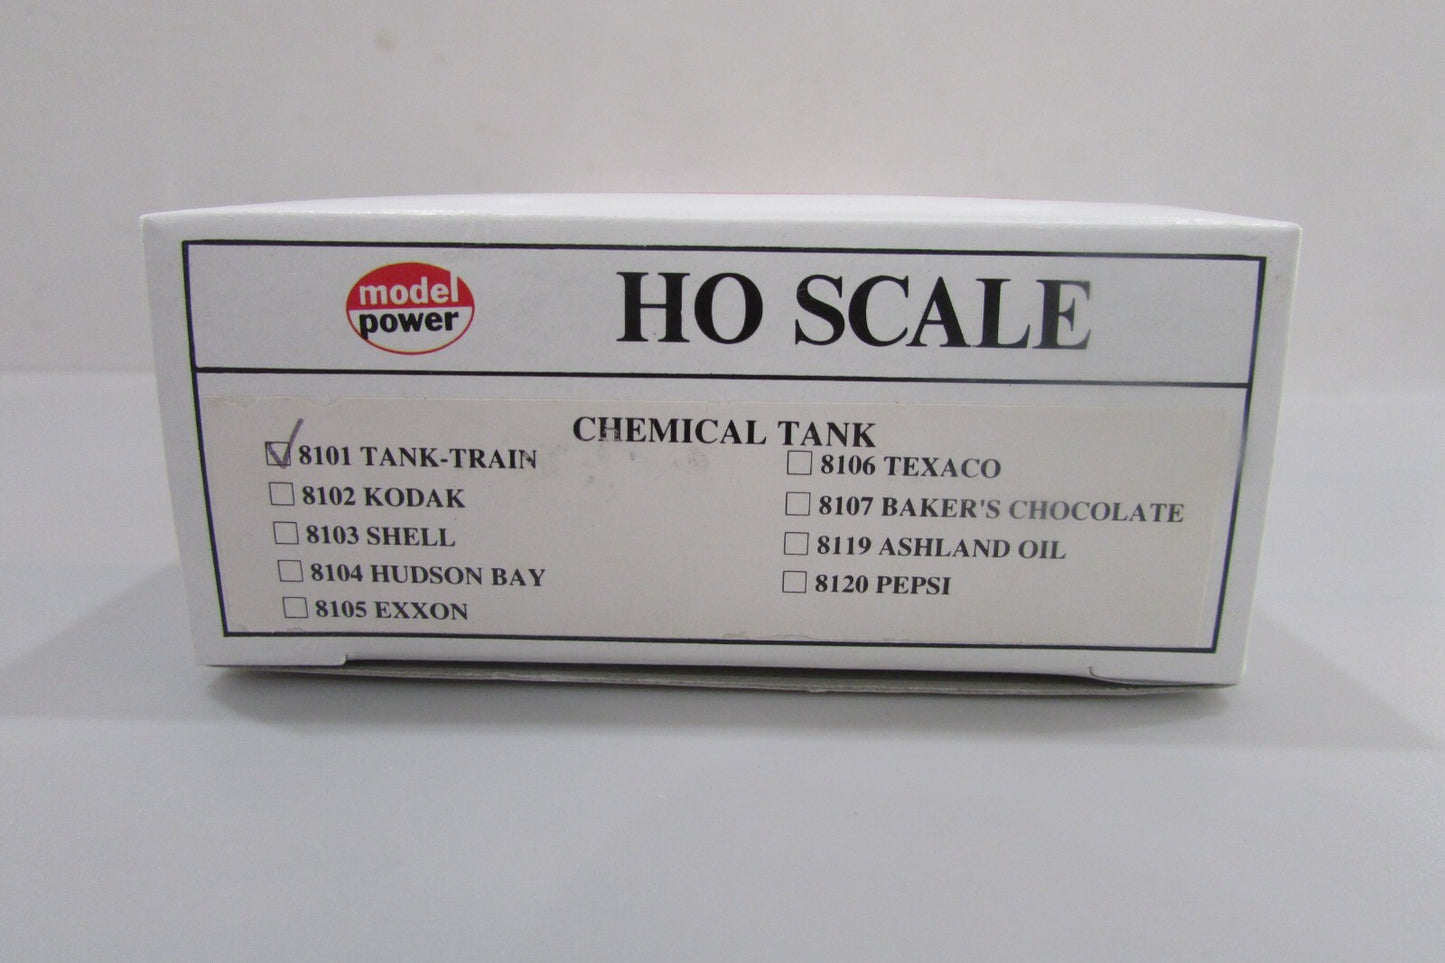 model
power
HO SCALE
CHEMICAL TANK
8101 TANK-TRAIN
8102 KODAK
8103 SHELL
8104 HUDSON BAY
8105 EXXON
8106 TEXACO
8107 BAKER'S CHOCOLATE
8119 ASHLAND OIL
8120 PEPSI